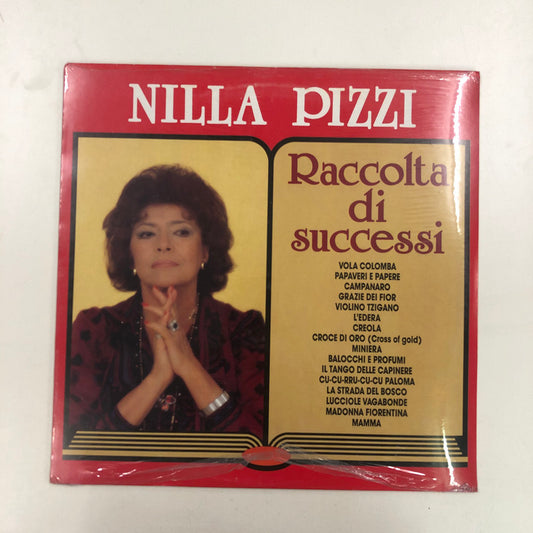 NILLA PIZZI
Raccolta
di
successi
VOLA COLOMBA
PAPAVERI E PAPERE
CAMPANARO
GRAZIE DEI FIOR
VIOLINO TZIGANO
L'EDERA
CREOLA
CROCE DI ORO (Cross of gold)
MINIERA
BALOCCHI E PROFUMI
IL TANGO DELLE CAPINERE
CU-CU-RRU-CU-CU PALOMA
LA STRADA DEL BOSCO
LUCCIOLE VAGABONDE
MADONNA FIORENTINA
MAMMA